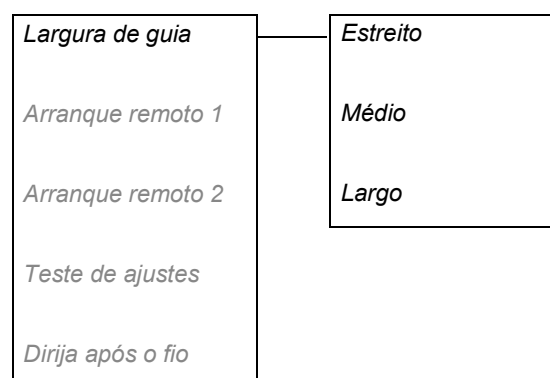 Largura de guia
Estreito
Arranque remoto 1
Médio
Arranque remoto 2
Largo
Teste de ajustes
Dirija após o fio